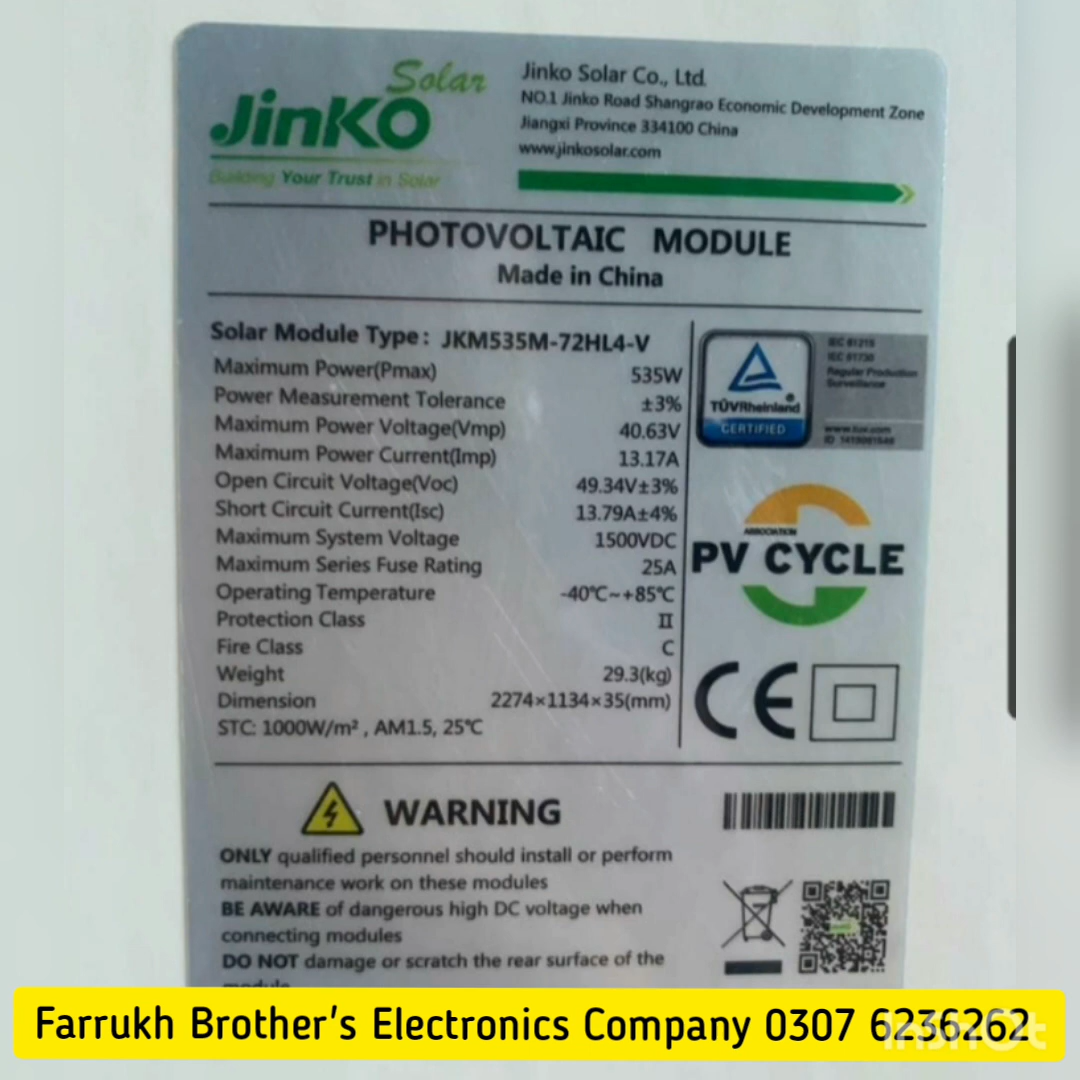 Solar
JinKO
Building Your Trust in Solar
Jinko Solar Co., Ltd.
NO.1 Jinko Road Shangrao Economic Development Zone
Jiangxi Province 334100 China
www.jinkosolar.com
PHOTOVOLTAIC MODULE
Made in China
Solar Module Type: JKM535M-72HL4-V
Maximum Power(Pmax) 535W
Power Measurement Tolerance ±3%
Maximum Power Voltage(Vmp) 40.63V
Maximum Power Current(Imp) 13.17A
Open Circuit Voltage(Voc) 49.34V±3%
Short Circuit Current(Isc) 13.79A±4%
Maximum System Voltage 1500VDC
Maximum Series Fuse Rating 25A
Operating Temperature -40℃~+85℃
Protection Class II
Fire Class C
Weight 29.3(kg)
Dimension 2274×1134×35(mm)
STC: 1000W/m², AM1.5, 25℃
TÜVRheinland®
CERTIFIED
IEC 61215
IEC 61730
Regular Production
Surveillance
www.tuv.com
ID
ASSOCIATION
PV CYCLE
CE
WARNING
ONLY qualified personnel should install or perform
maintenance work on these modules
BE AWARE of dangerous high DC voltage when
connecting modules
DO NOT damage or scratch the rear surface of the
module
Farrukh Brother's Electronics Company 0307 6236262